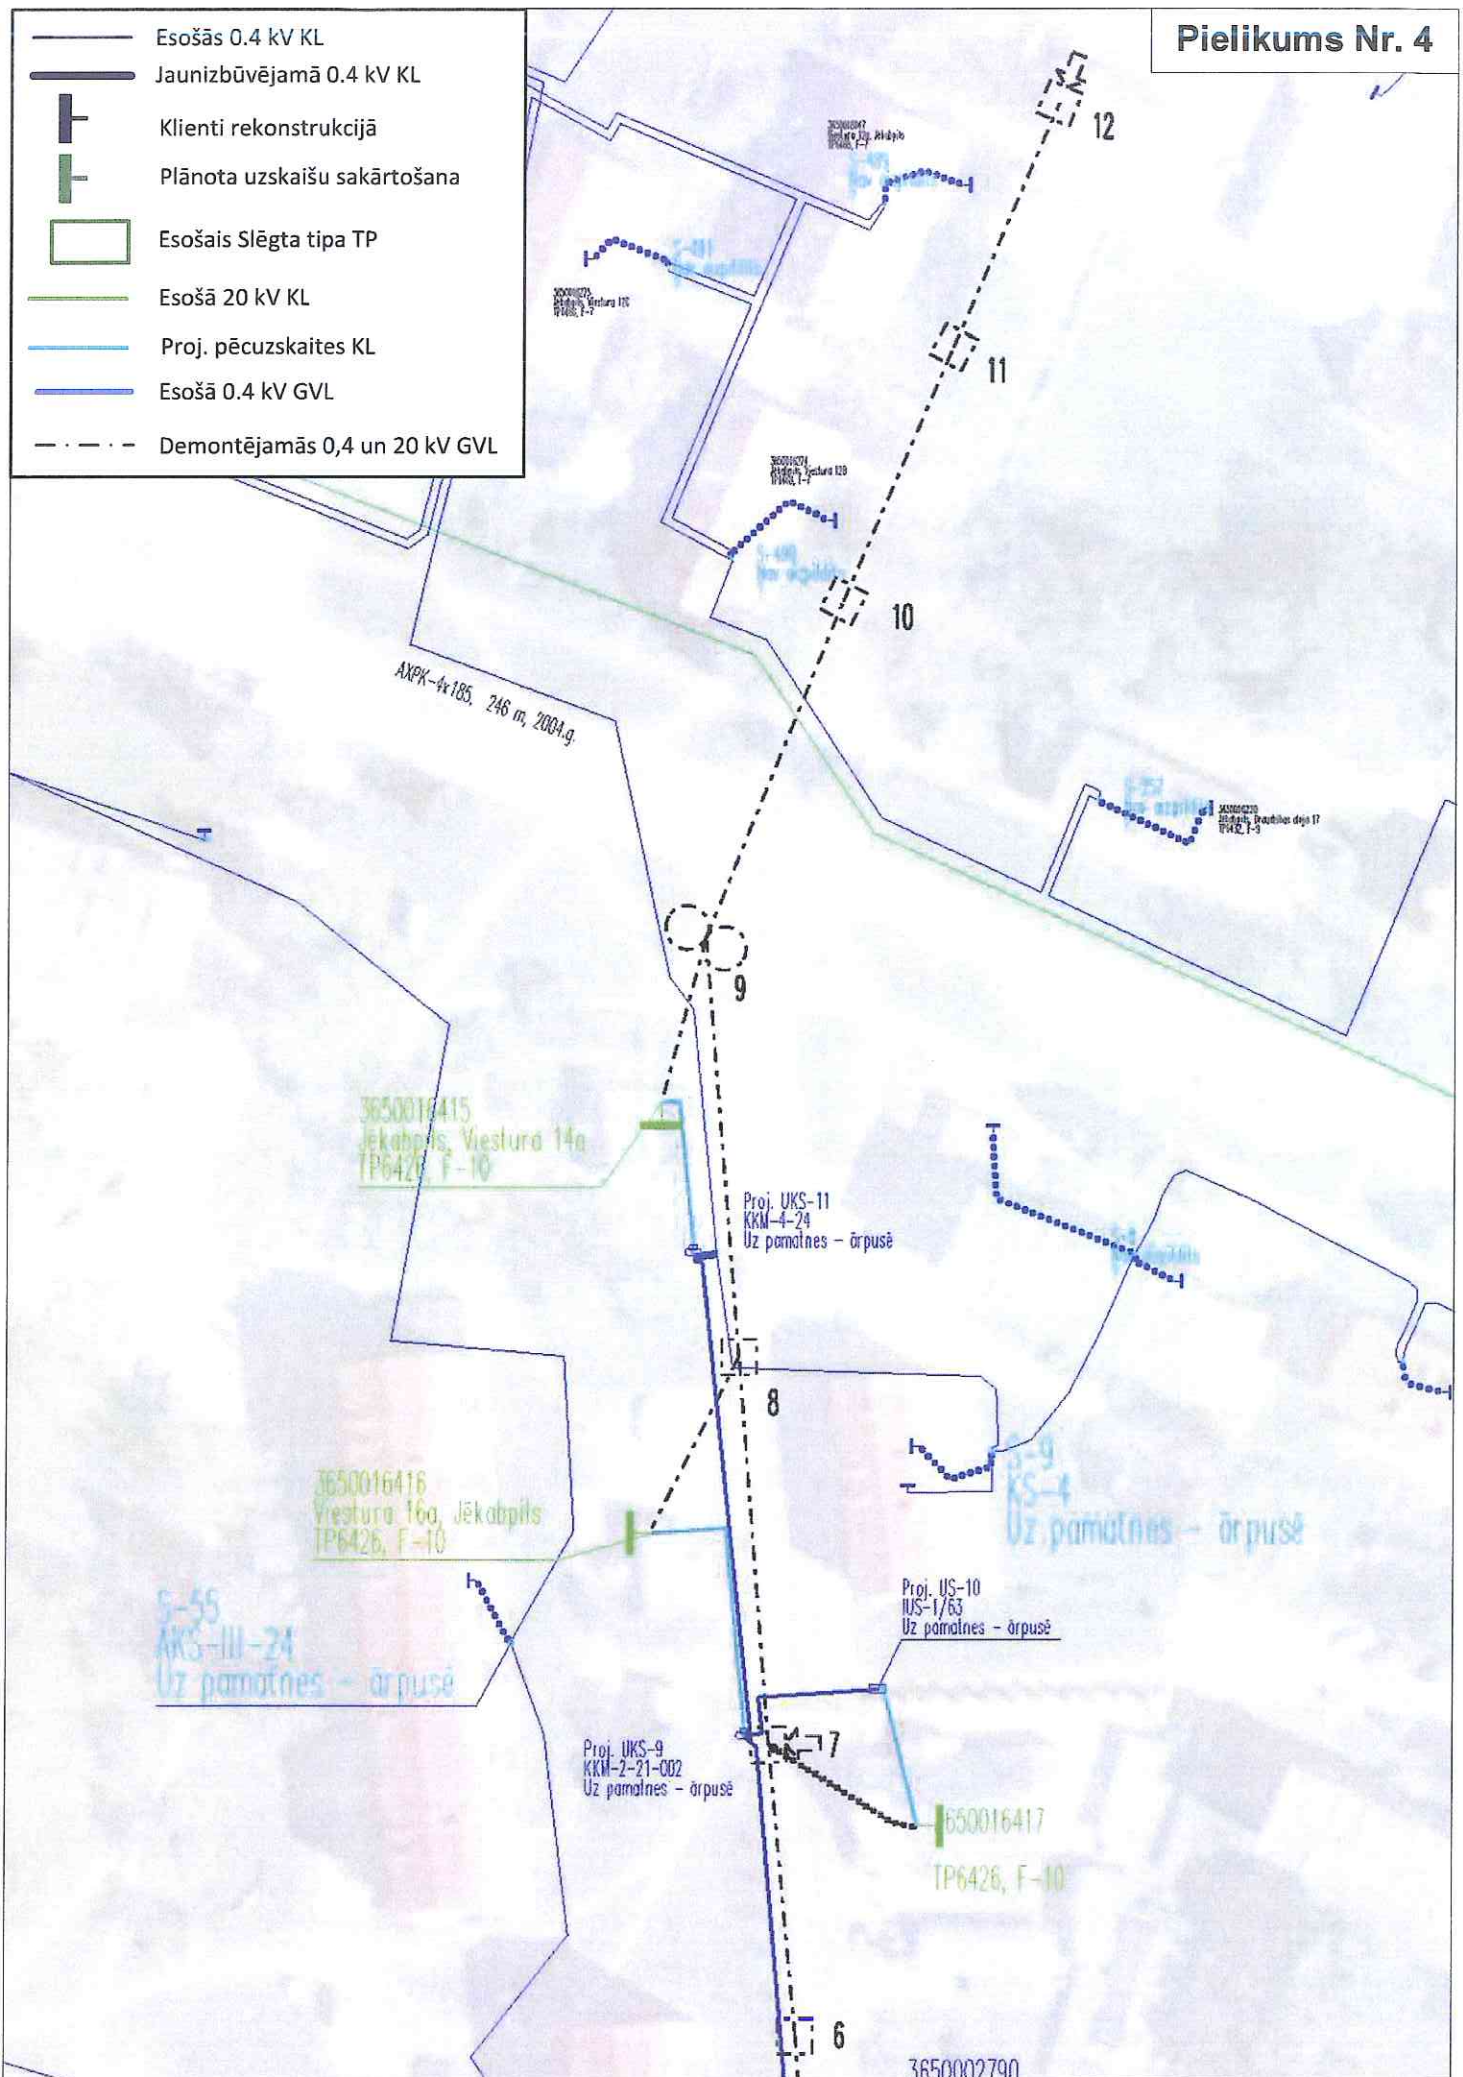 Pielikums Nr. 4
Esošās 0.4 kV KL
Jaunizbūvējamā 0.4 kV KL
Klienti rekonstrukcijā
Plānota uzskaišu sakārtošana
Esošais Slēgta tipa TP
Esošā 20 kV KL
Proj. pēcuzskaites KL
Esošā 0.4 kV GVL
Demontējamās 0,4 un 20 kV GVL
12
11
10
AXPK-4x185, 246 m, 2004.g.
9
3650016415
Jēkabpils, Viestura 14a
TP6426, F-10
Proj. UKS-11
KKM-4-24
Uz pamatnes - ārpusē
8
S-9
KS-4
Uz pamatnes - ārpusē
3650016416
Viestura 16a, Jēkabpils
TP6426, F-10
S-55
AKS-III-24
Uz pamatnes - ārpusē
Proj. US-10
IUS-1/63
Uz pamatnes - ārpusē
7
Proj. UKS-9
KKM-2-21-002
Uz pamatnes - ārpusē
650016417
TP6426, F-10
6
3650002790